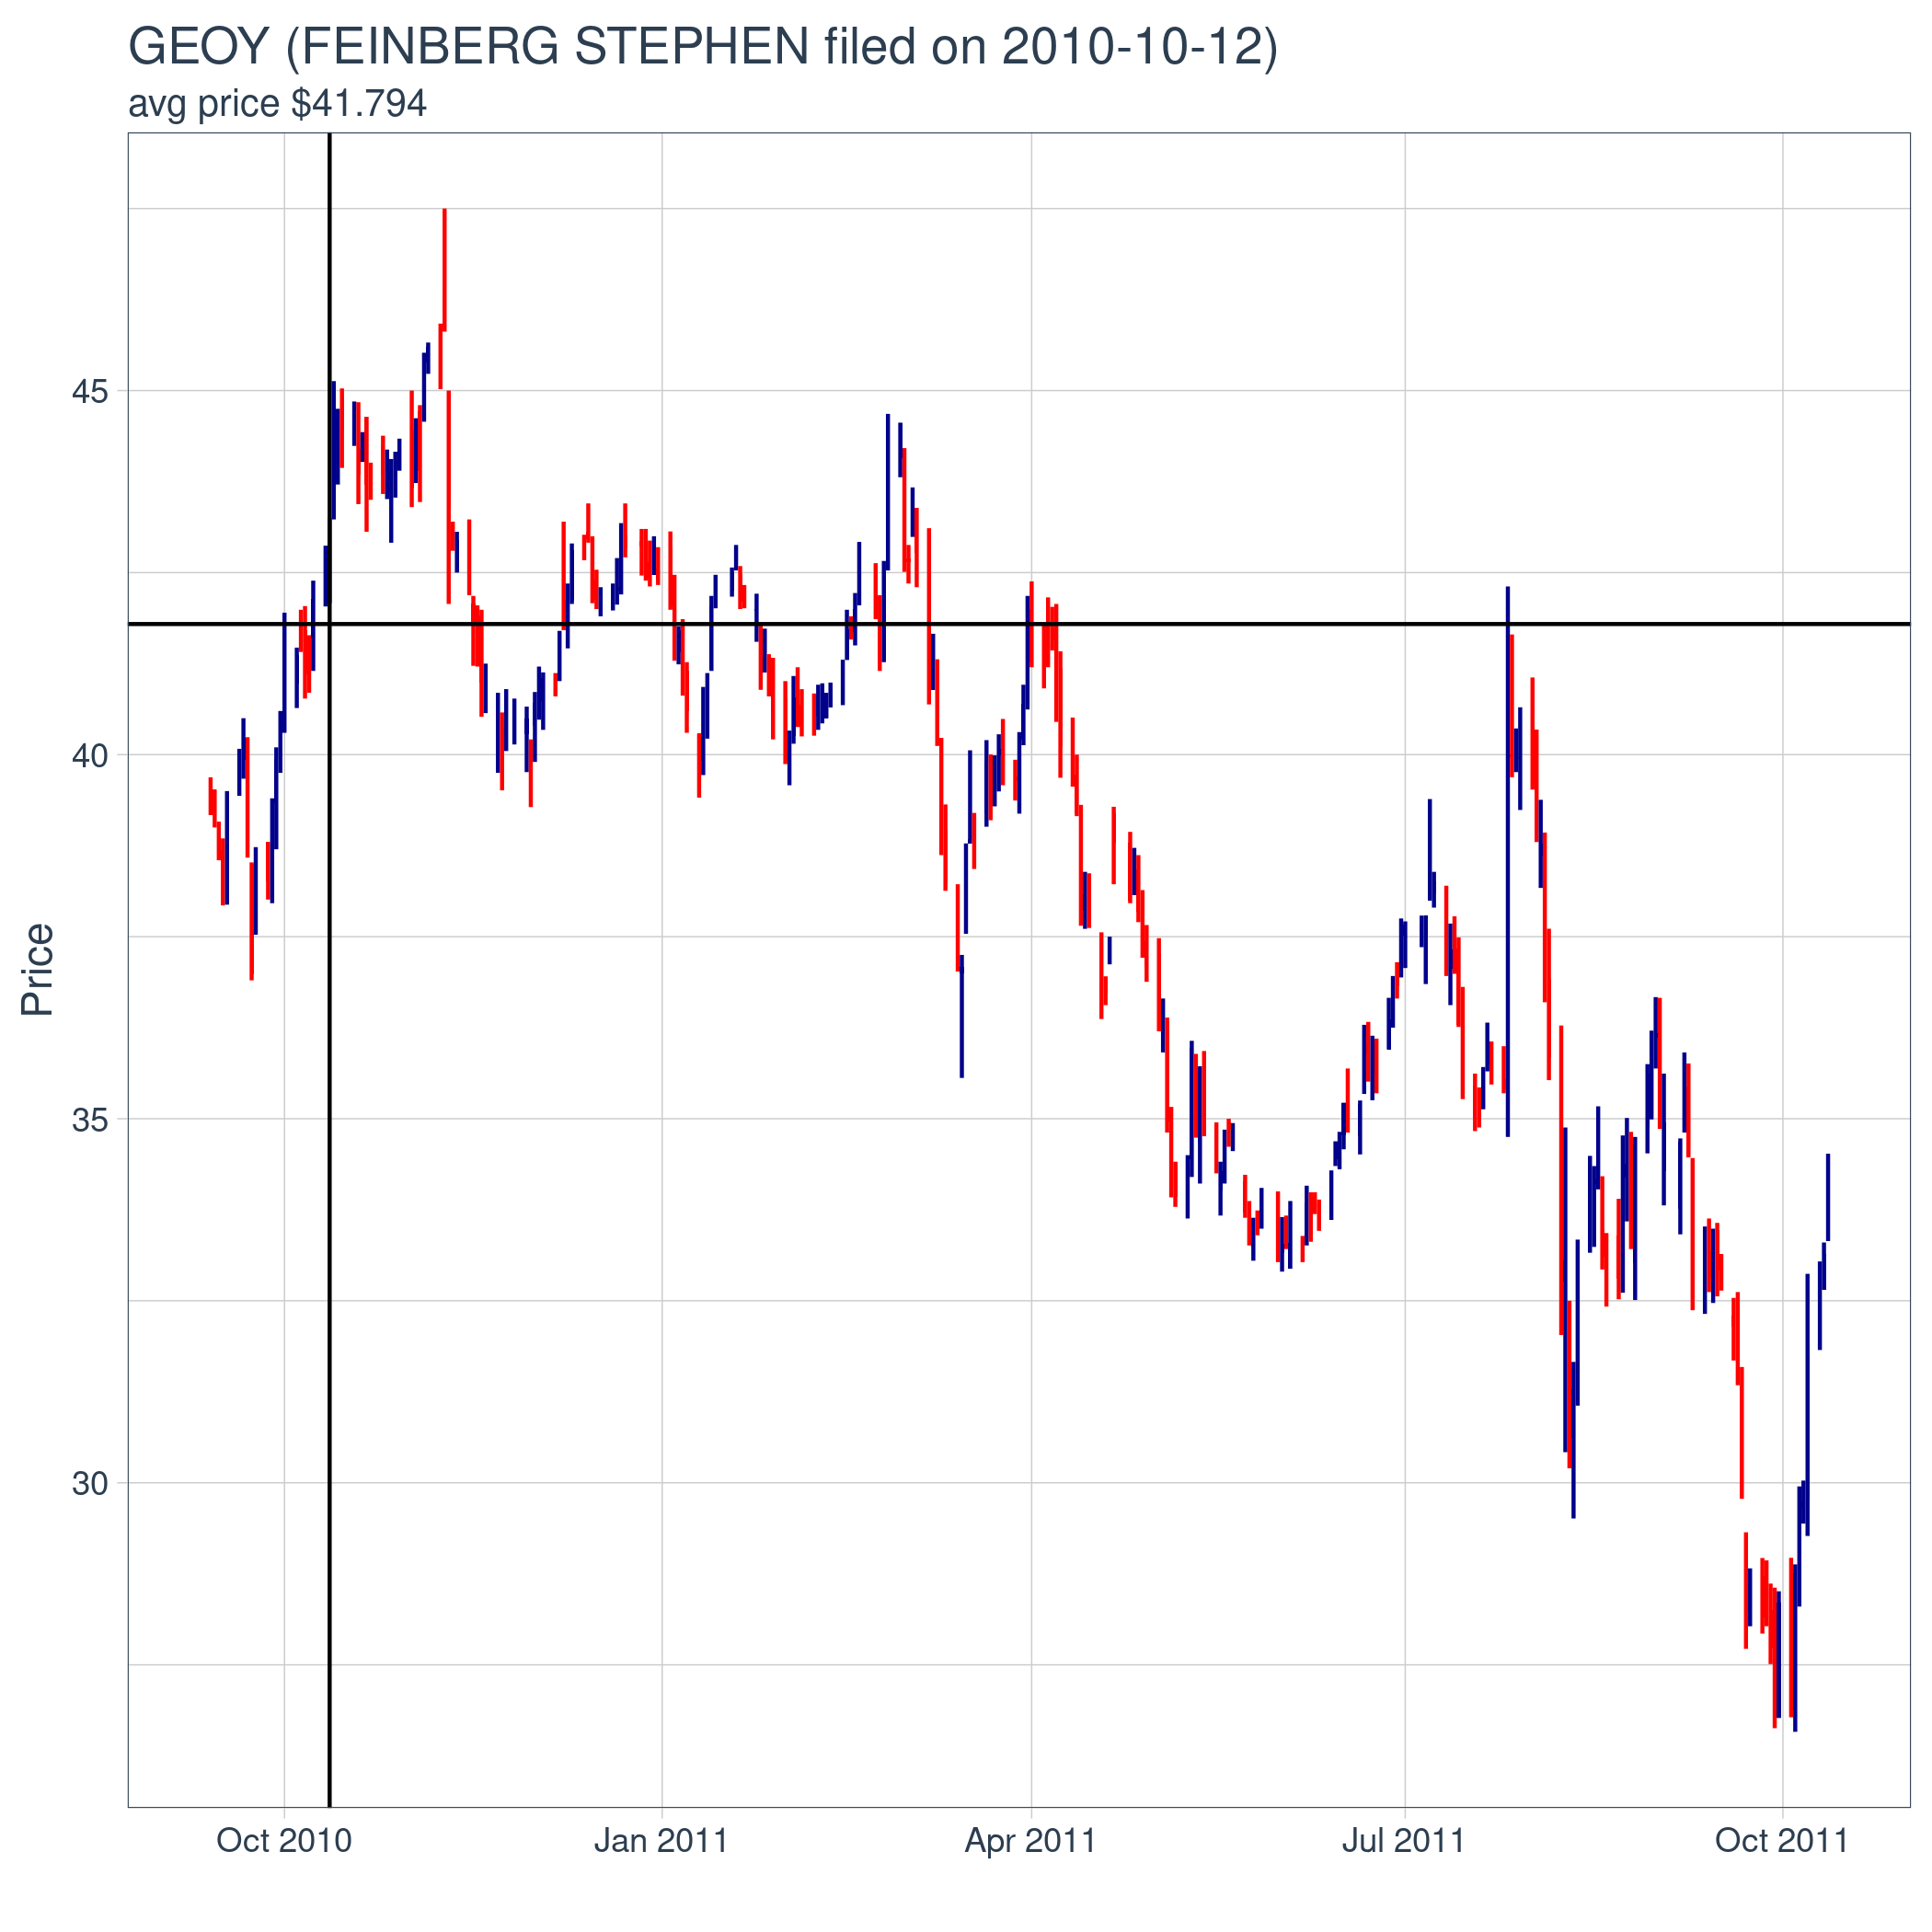 GEOY (FEINBERG STEPHEN filed on 2010-10-12)
avg price $41.794
Price
45
40
35
30
Oct 2010
Jan 2011
Apr 2011
Jul 2011
Oct 2011